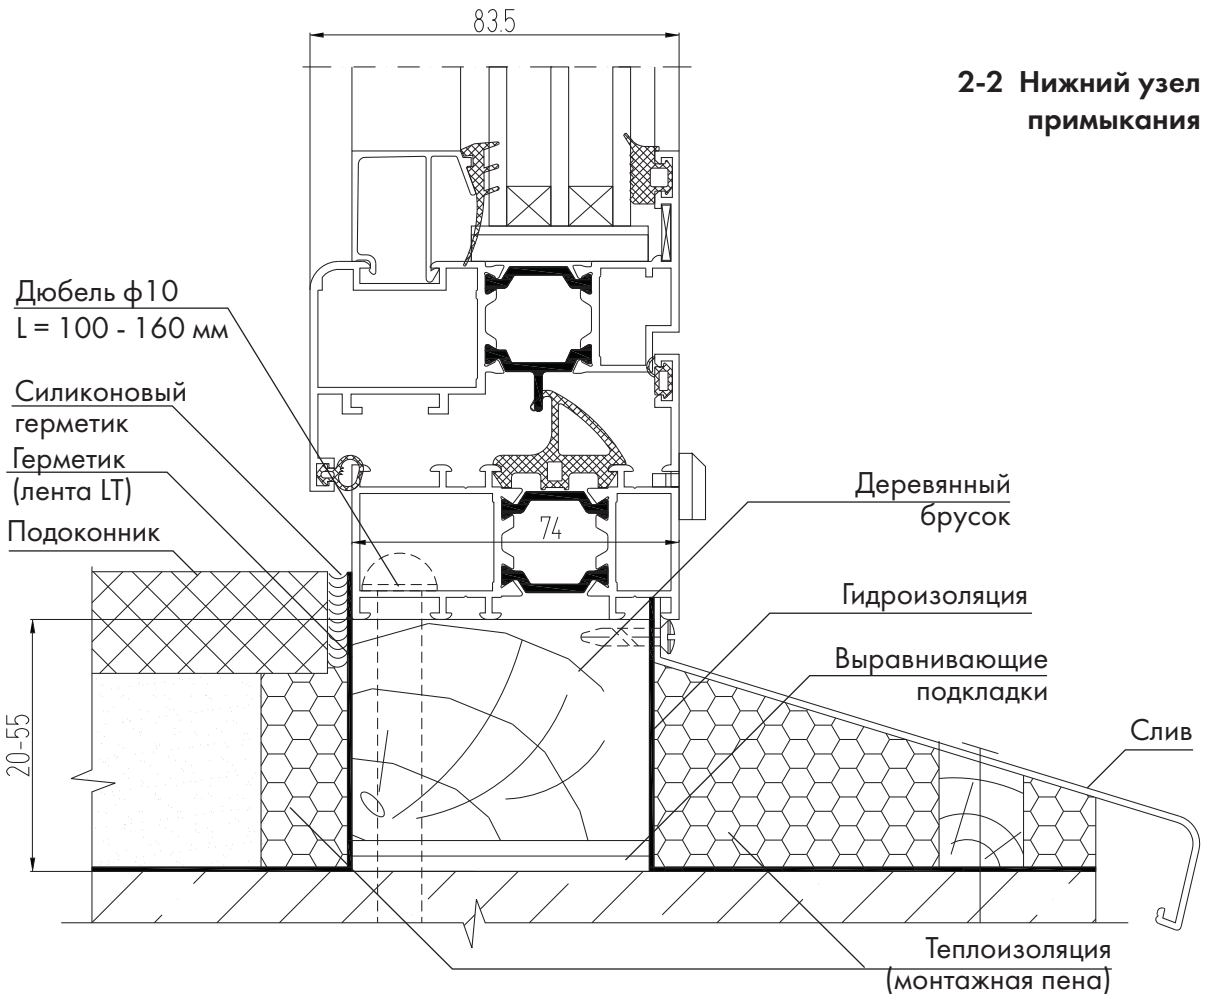 83.5
2-2 Нижний узел
примыкания
Дюбель ф10
L = 100 - 160 мм
Силиконовый
герметик
Герметик
(лента LT)
Подоконник
74
Деревянный
брусок
Гидроизоляция
Выравнивающие
подкладки
Слив
20-55
Теплоизоляция
(монтажная пена)